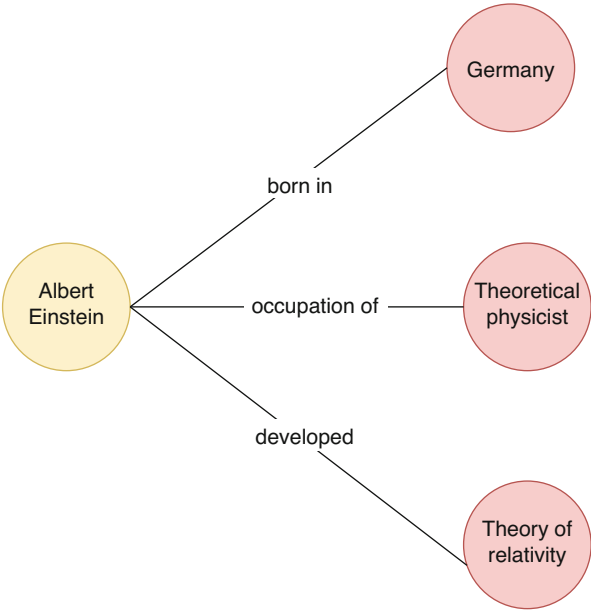 Germany
born in
Albert
Einstein
occupation of
Theoretical
physicist
developed
Theory of
relativity